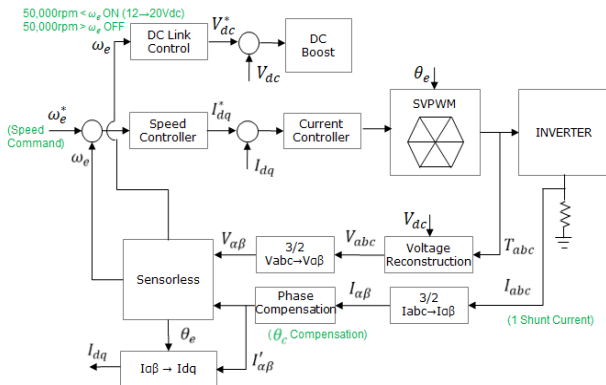 50,000rpm < ωe ON (12→20Vdc)
50,000rpm > ωe OFF
ωe
DC Link
Control
V*dc
DC
Boost
Vdc
θe
ω*e
(Speed
Command)
ωe
Speed
Controller
I*dq
Idq
Current
Controller
SVPWM
INVERTER
Vdc
Vαβ
3/2
Vabc→Vαβ
Vabc
Voltage
Reconstruction
Tabc
Sensorless
Phase
Compensation
Iαβ
3/2
Iabc→Iαβ
Iabc
(θc Compensation)
(1 Shunt Current)
θe
Idq
Iαβ → Idq
I′αβ